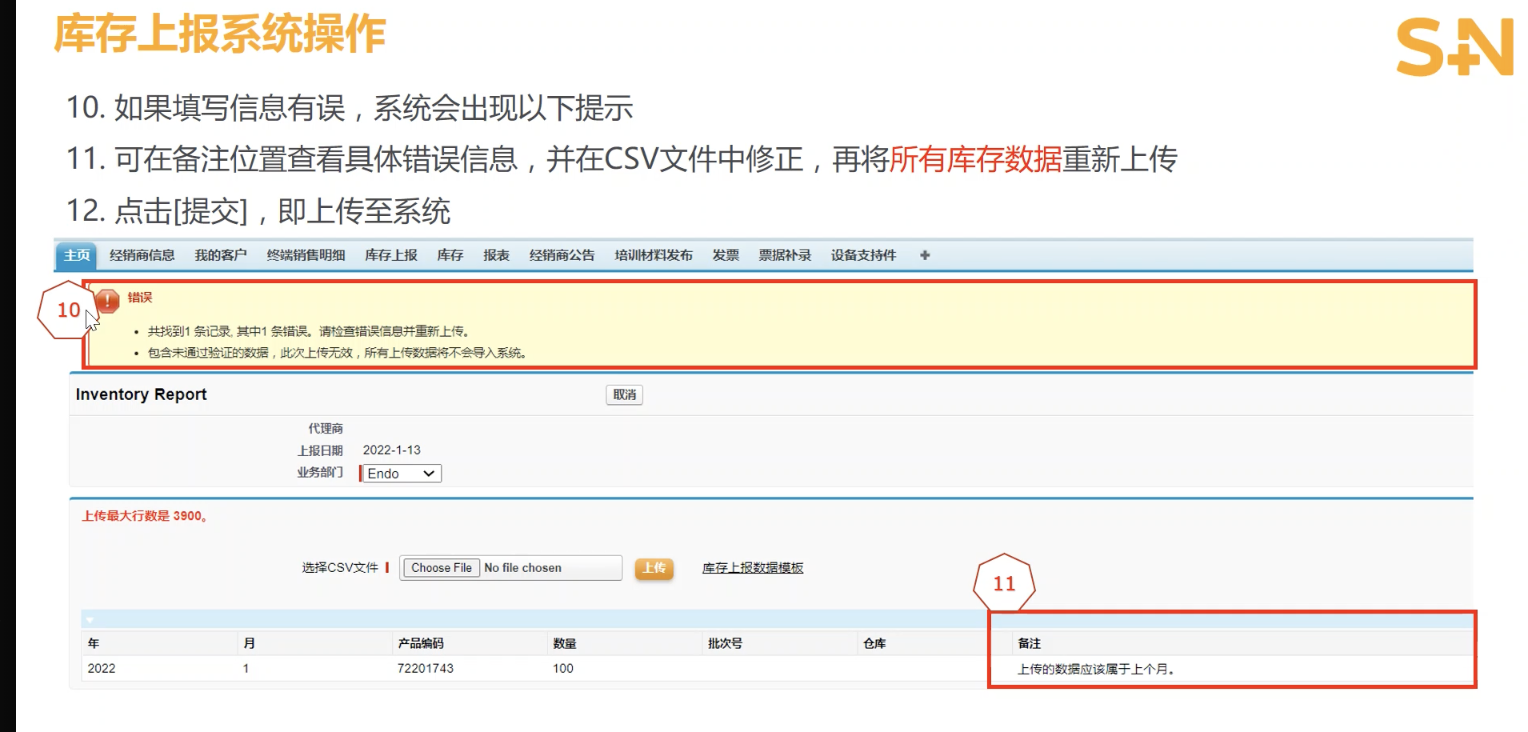 库存上报系统操作
S+N
10. 如果填写信息有误，系统会出现以下提示
11. 可在备注位置查看具体错误信息，并在CSV文件中修正，再将所有库存数据重新上传
12. 点击[提交]，即上传至系统
主页 经销商信息 我的客户 终端销售明细 库存上报 库存 报表 经销商公告 培训材料发布 发票 票据补录 设备支持件 +
10
! 错误
• 共找到1 条记录, 其中1 条错误。请检查错误信息并重新上传。
• 包含未通过验证的数据，此次上传无效，所有上传数据将不会导入系统。
Inventory Report 取消
代理商
上报日期 2022-1-13
业务部门 Endo
上传最大行数是 3900。
选择CSV文件 Choose File No file chosen 上传 库存上报数据模板
11
年 月 产品编码 数量 批次号 仓库 备注
2022 1 72201743 100 上传的数据应该属于上个月。